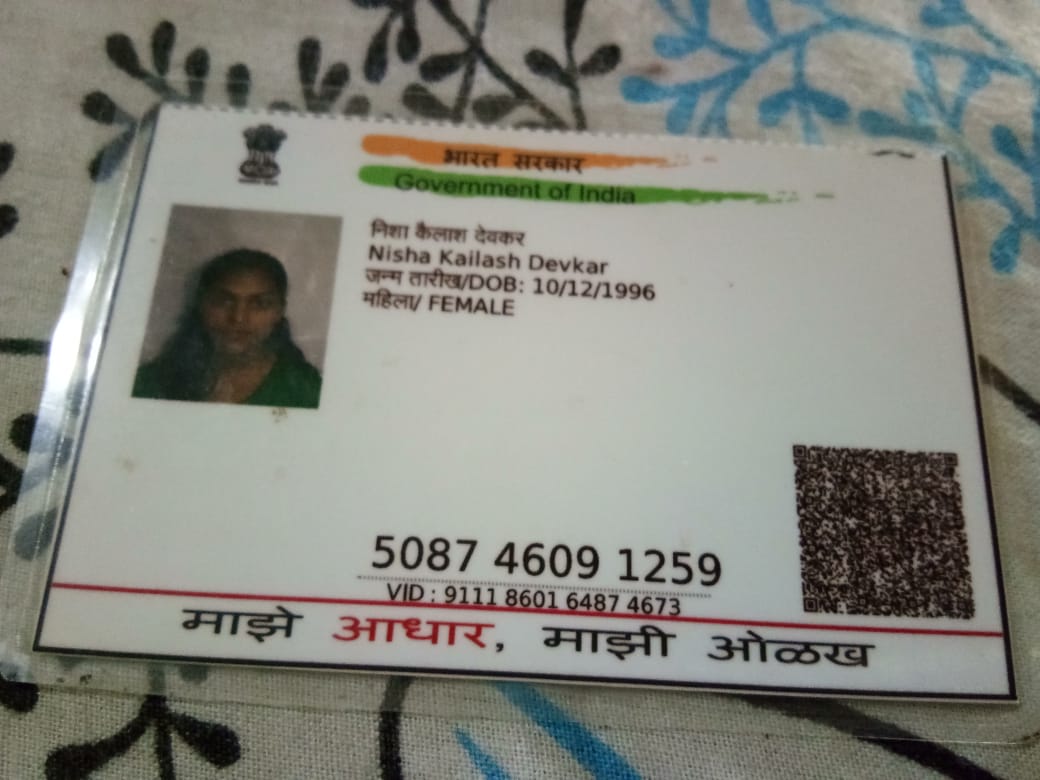 भारत सरकार
Government of India
निशा कैलाश देवकर
Nisha Kailash Devkar
जन्म तारीख/DOB: 10/12/1996
महिला/ FEMALE
5087 4609 1259
VID : 9111 8601 6487 4673
माझे आधार, माझी ओळख